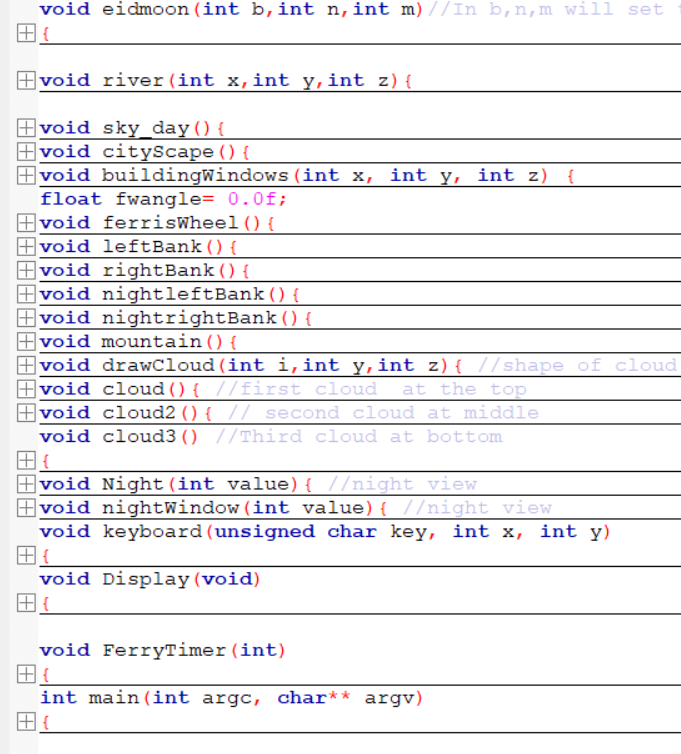 void eidmoon(int b,int n,int m)//In b,n,m will set
{
void river(int x,int y,int z){
void sky_day(){
void cityScape(){
void buildingWindows(int x, int y, int z) {
float fwangle= 0.0f;
void ferrisWheel(){
void leftBank(){
void rightBank(){
void nightleftBank(){
void nightrightBank(){
void mountain(){
void drawCloud(int i,int y,int z){ //shape of cloud
void cloud(){ //first cloud  at the top
void cloud2(){ // second cloud at middle
void cloud3() //Third cloud at bottom
{
void Night(int value){ //night view
void nightWindow(int value){ //night view
void keyboard(unsigned char key, int x, int y)
{
void Display(void)
{
void FerryTimer(int)
{
int main(int argc, char** argv)
{